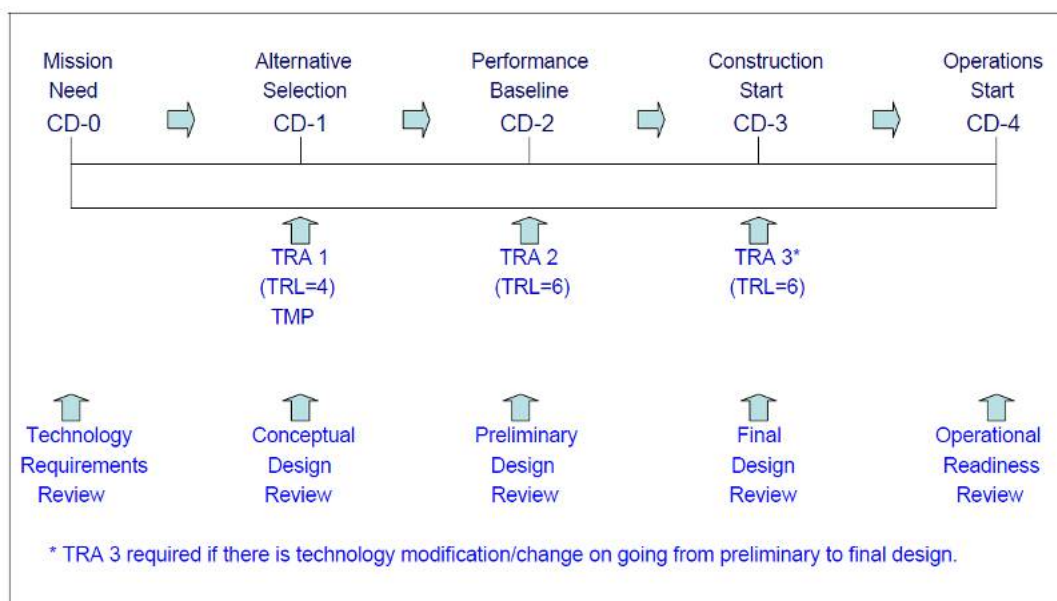 Mission
Need
CD-0
Alternative
Selection
CD-1
Performance
Baseline
CD-2
Construction
Start
CD-3
Operations
Start
CD-4
TRA 1
(TRL=4)
TMP
TRA 2
(TRL=6)
TRA 3*
(TRL=6)
Technology
Requirements
Review
Conceptual
Design
Review
Preliminary
Design
Review
Final
Design
Review
Operational
Readiness
Review
* TRA 3 required if there is technology modification/change on going from preliminary to final design.